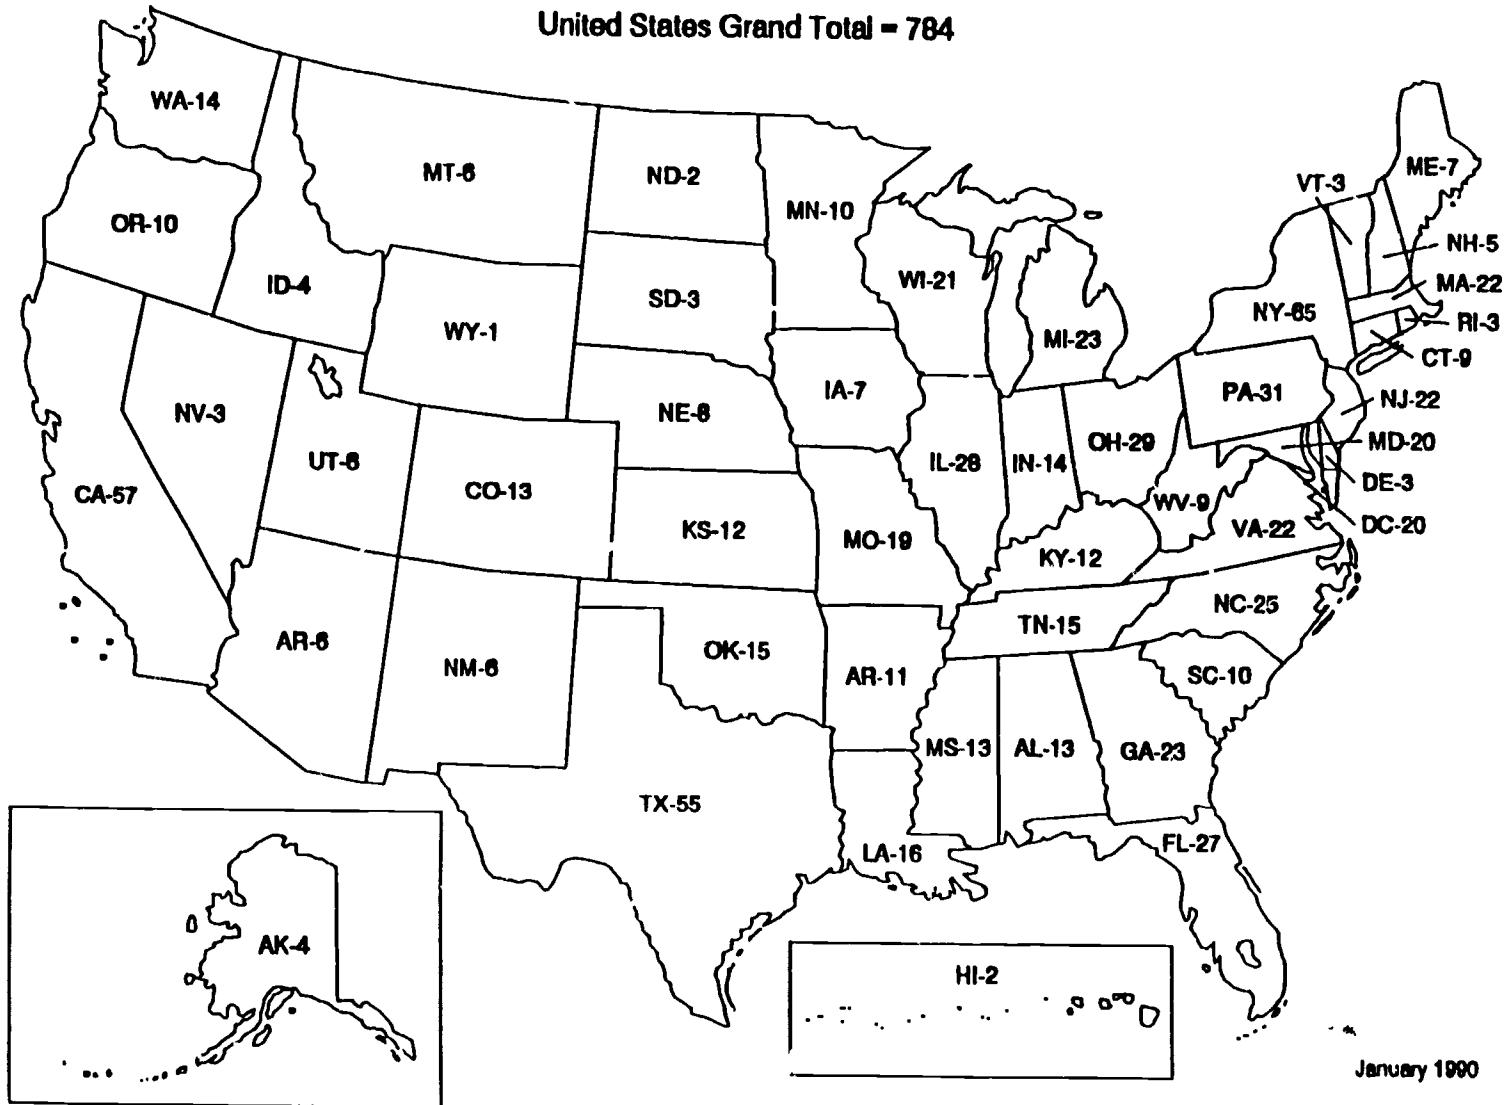 United States Grand Total = 784
WA-14
MT-6
ND-2
MN-10
VT-3
ME-7
OR-10
ID-4
WY-1
SD-3
WI-21
MI-23
NY-65
NH-5
MA-22
RI-3
CT-9
NV-3
UT-6
NE-8
IA-7
PA-31
NJ-22
CA-57
CO-13
KS-12
MO-19
IL-28
IN-14
OH-29
WV-9
VA-22
MD-20
DE-3
DC-20
KY-12
AR-6
NM-6
OK-15
AR-11
TN-15
NC-25
SC-10
MS-13
AL-13
GA-23
TX-55
LA-16
FL-27
AK-4
HI-2
January 1990